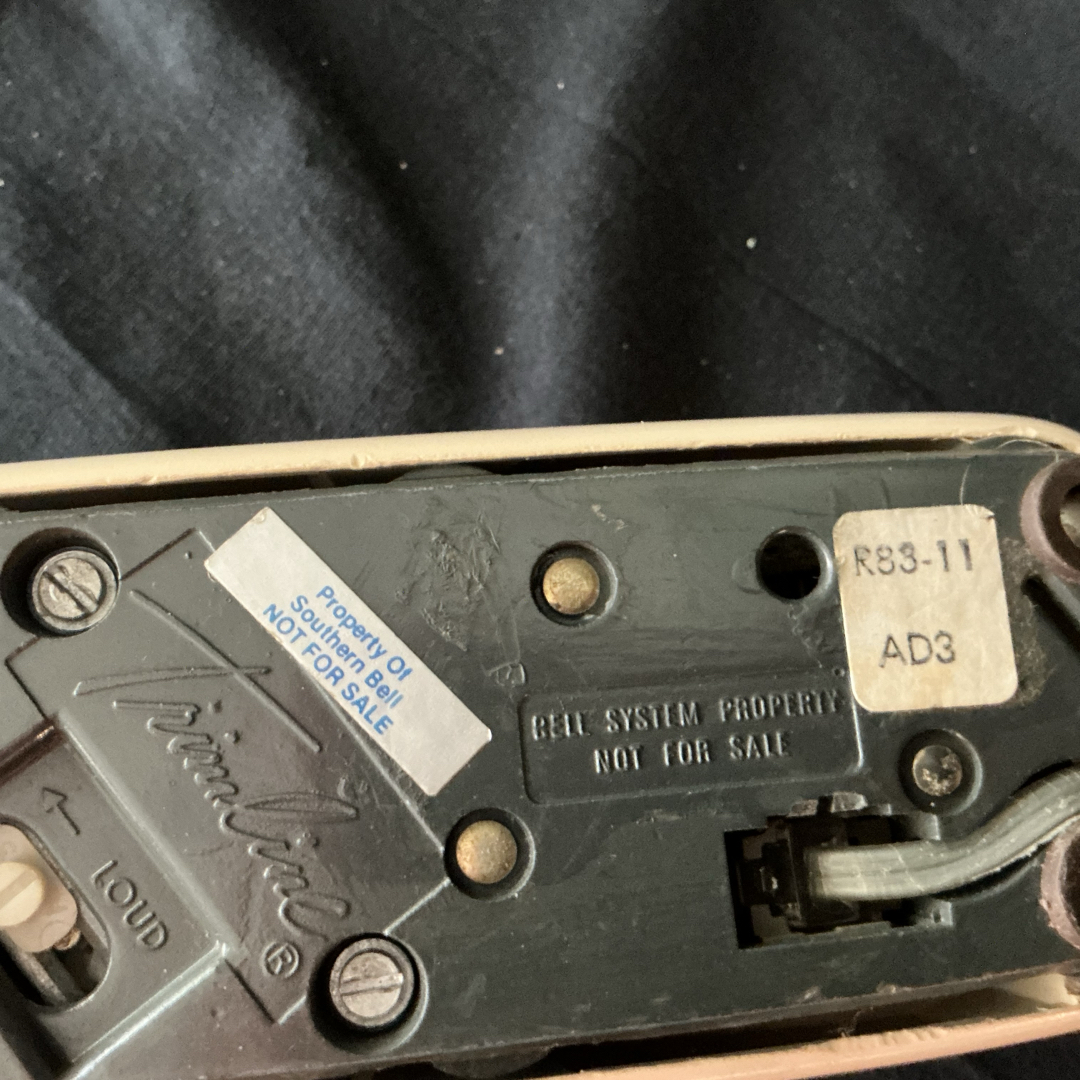 Property Of
Southern Bell
NOT FOR SALE
R83-11
AD3
BELL SYSTEM PROPERTY
NOT FOR SALE
Trimline®
LOUD